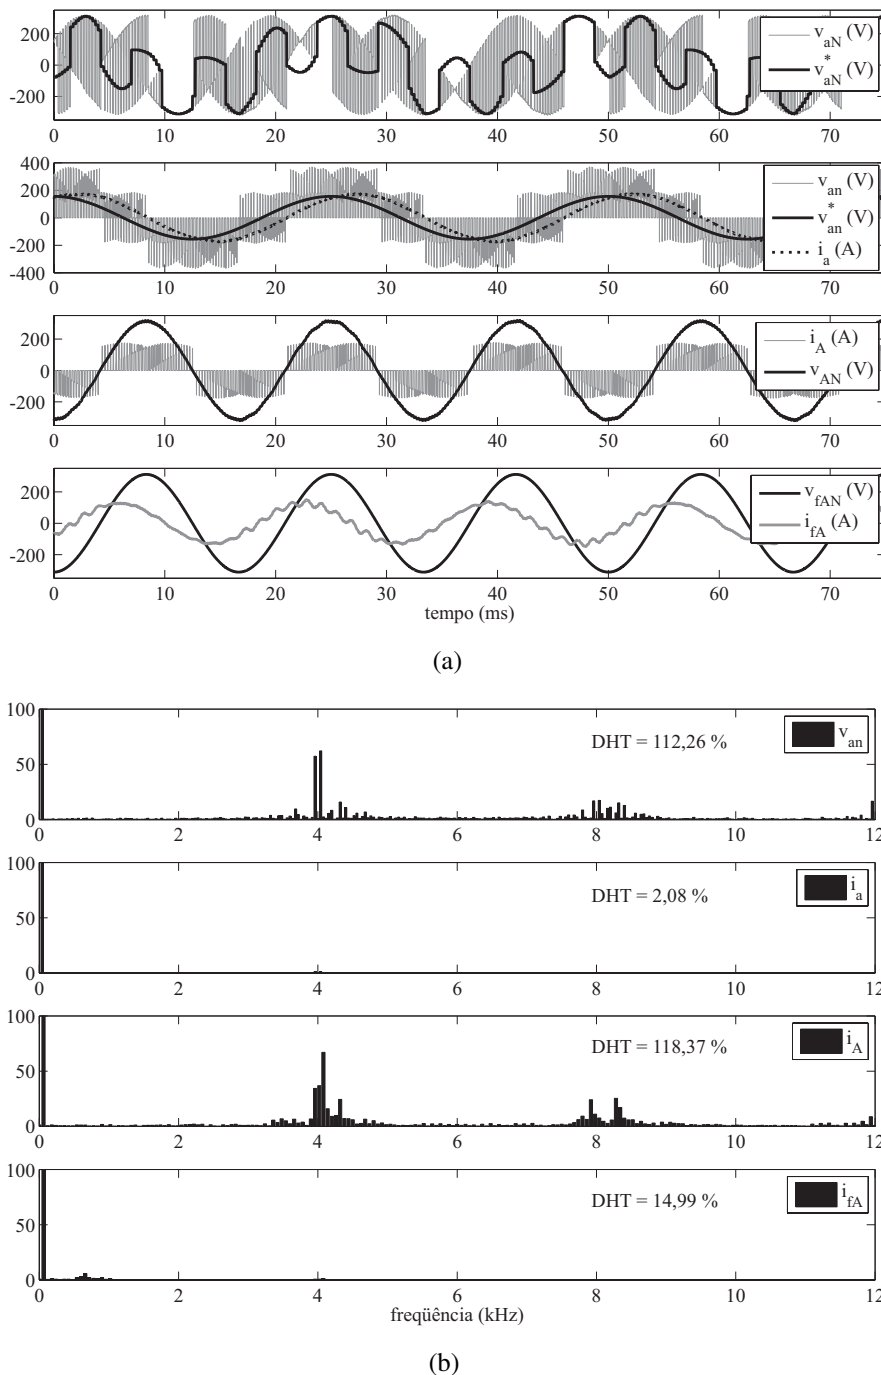 200
0
-200
v_aN (V)
v*_aN (V)
0 10 20 30 40 50 60 70
400
200
0
-200
-400
v_an (V)
v*_an (V)
i_a (A)
0 10 20 30 40 50 60 70
200
0
-200
i_A (A)
v_AN (V)
0 10 20 30 40 50 60 70
200
0
-200
v_fAN (V)
i_fA (A)
0 10 20 30 40 50 60 70
tempo (ms)
(a)
100
50
0
DHT = 112,26 %
v_an
0 2 4 6 8 10 12
100
50
0
DHT = 2,08 %
i_a
0 2 4 6 8 10 12
100
50
0
DHT = 118,37 %
i_A
0 2 4 6 8 10 12
100
50
0
DHT = 14,99 %
i_fA
0 2 4 6 8 10 12
freqüência (kHz)
(b)